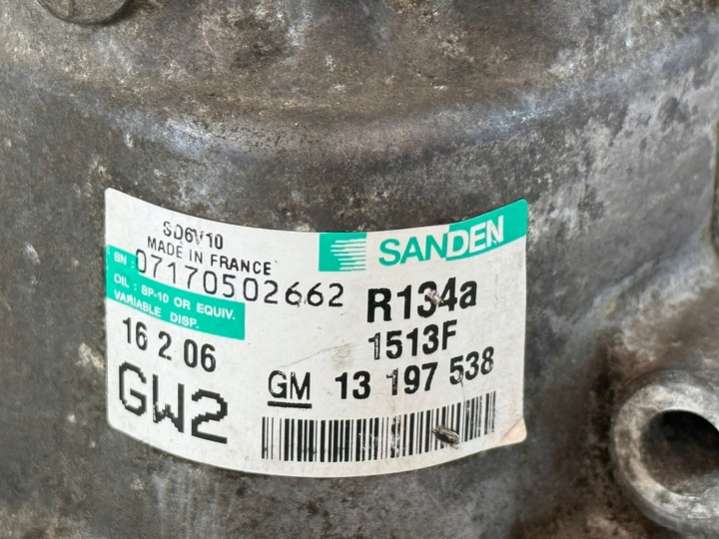 SD6V10
MADE IN FRANCE
SANDEN
SN : 07170502662
R134a
OIL : SP-10 OR EQUIV.
VARIABLE DISP.
1513F
16 2 06
GM 13 197 538
GW2